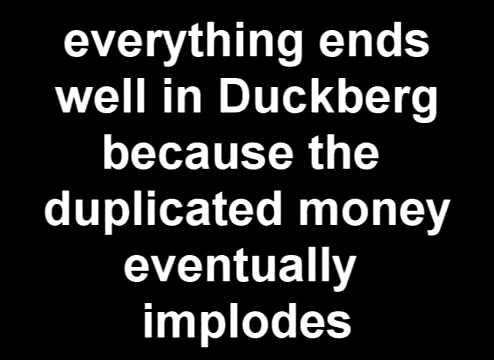 everything ends
well in Duckberg
because the
duplicated money
eventually
implodes